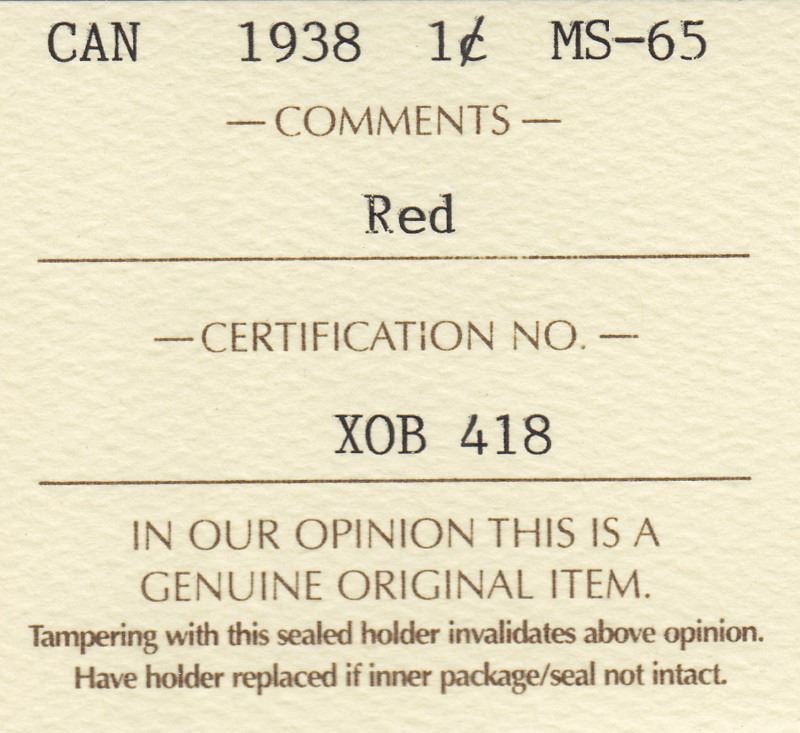 CAN 1938 1¢ MS-65
— COMMENTS —
Red
— CERTIFICATION NO. —
XOB 418
IN OUR OPINION THIS IS A
GENUINE ORIGINAL ITEM.
Tampering with this sealed holder invalidates above opinion.
Have holder replaced if inner package/seal not intact.